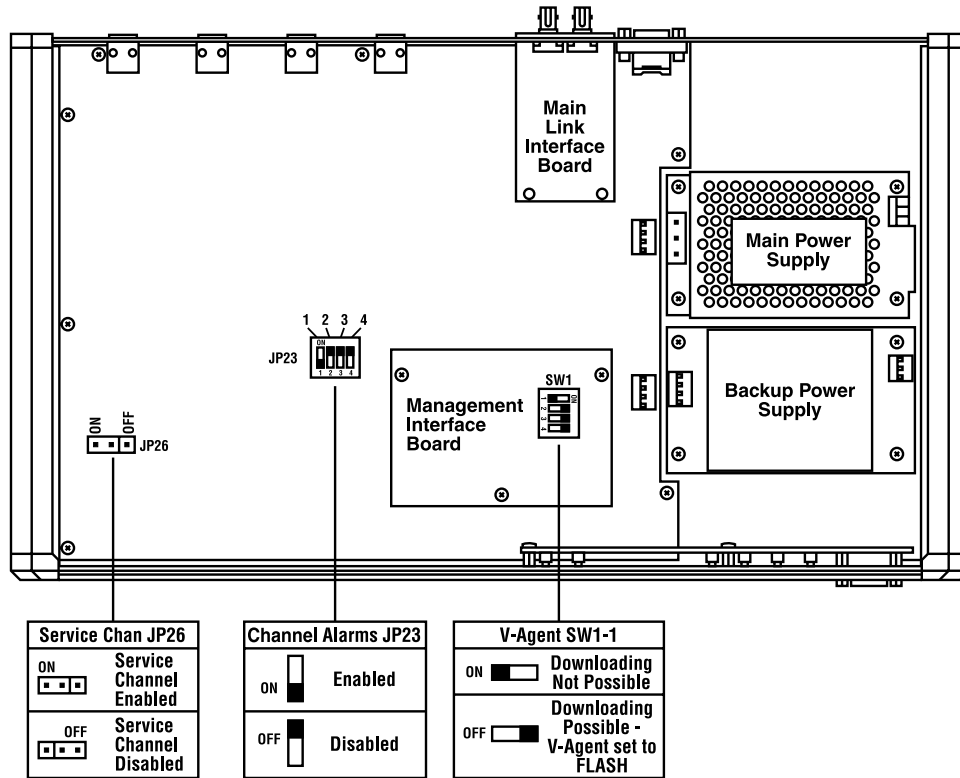 Main
Link
Interface
Board
Main Power
Supply
1 2 3 4
JP23
ON
1 2 3 4
Management
Interface
Board
SW1
ON
1
2
3
4
Backup Power
Supply
ON
OFF
JP26
Service Chan JP26
ON
Service
Channel
Enabled
OFF
Service
Channel
Disabled
Channel Alarms JP23
ON
Enabled
OFF
Disabled
V-Agent SW1-1
ON
Downloading
Not Possible
OFF
Downloading
Possible -
V-Agent set to
FLASH